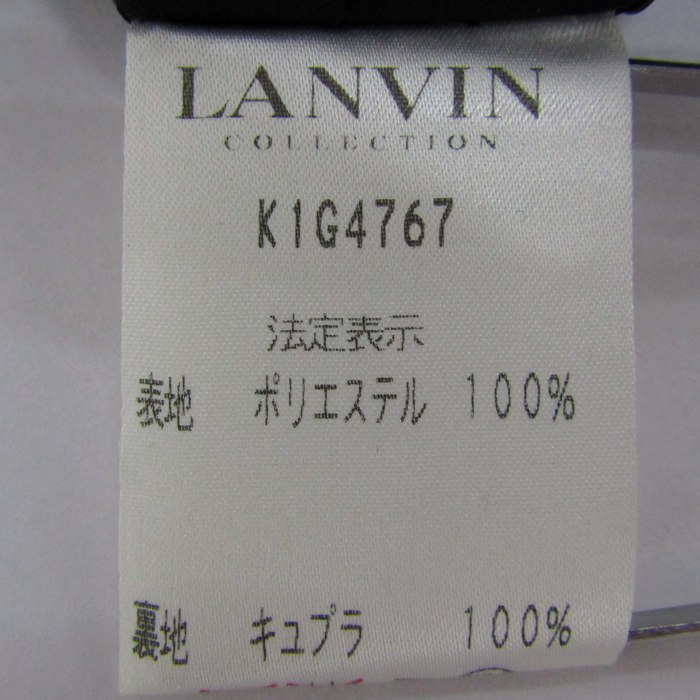 LANVIN
COLLECTION
K1G4767
法定表示
表地 ポリエステル 100%
裏地 キュプラ 100%